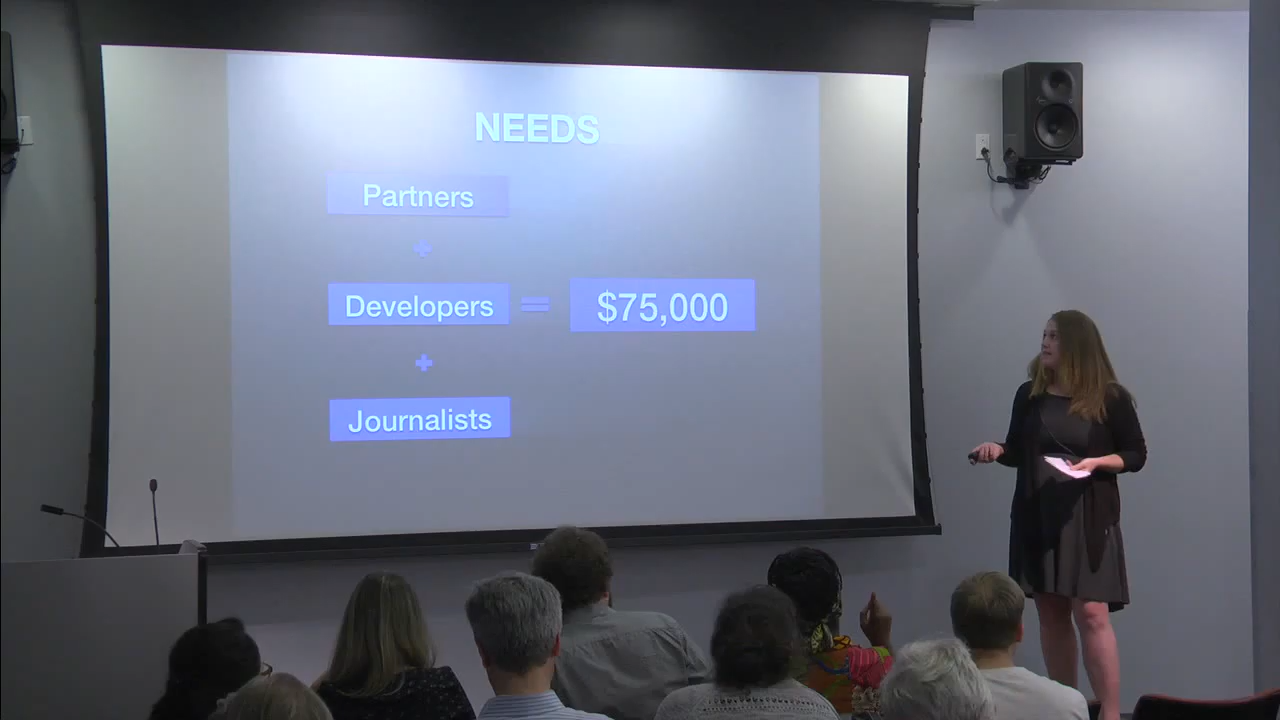 NEEDS
Partners
+
Developers = $75,000
+
Journalists